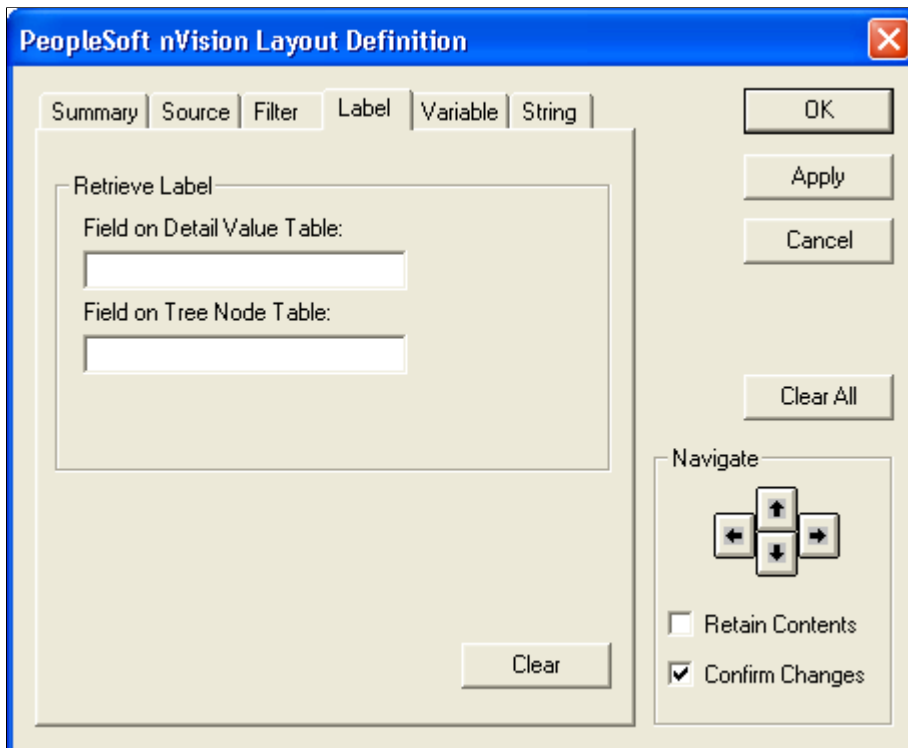 PeopleSoft nVision Layout Definition
Summary Source Filter Label Variable String
Retrieve Label
Field on Detail Value Table:
Field on Tree Node Table:
Clear
OK
Apply
Cancel
Clear All
Navigate
Retain Contents
Confirm Changes